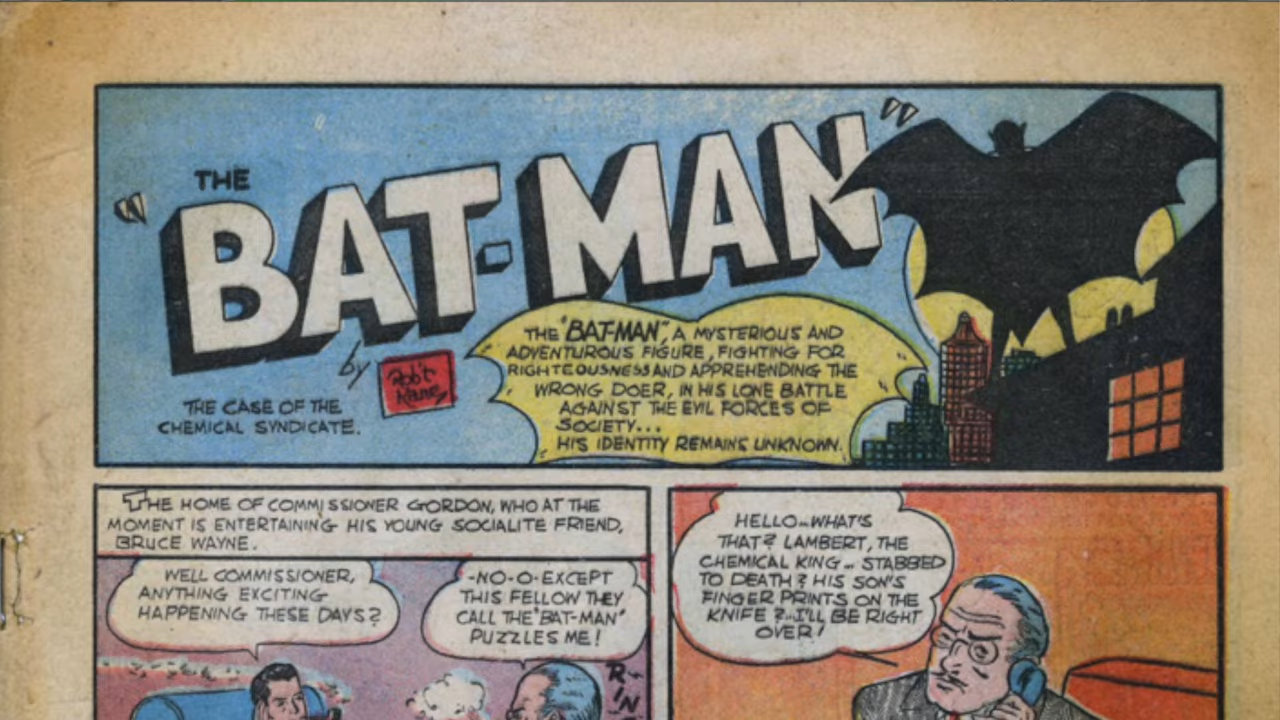 "THE
BAT-MAN"
by Rob't
Kane
THE CASE OF THE
CHEMICAL SYNDICATE.
THE "BAT-MAN", A MYSTERIOUS AND
ADVENTUROUS FIGURE, FIGHTING FOR
RIGHTEOUSNESS AND APPREHENDING THE
WRONG DOER, IN HIS LONE BATTLE
AGAINST THE EVIL FORCES OF
SOCIETY...
HIS IDENTITY REMAINS UNKNOWN.
THE HOME OF COMMISSIONER GORDON, WHO AT THE
MOMENT IS ENTERTAINING HIS YOUNG SOCIALITE FRIEND,
BRUCE WAYNE.
WELL COMMISSIONER,
ANYTHING EXCITING
HAPPENING THESE DAYS?
-NO-O-EXCEPT
THIS FELLOW THEY
CALL THE "BAT-MAN"
PUZZLES ME!
R-IN
HELLO..WHAT'S
THAT? LAMBERT, THE
CHEMICAL KING.. STABBED
TO DEATH? HIS SON'S
FINGER PRINTS ON THE
KNIFE?..I'LL BE RIGHT
OVER!